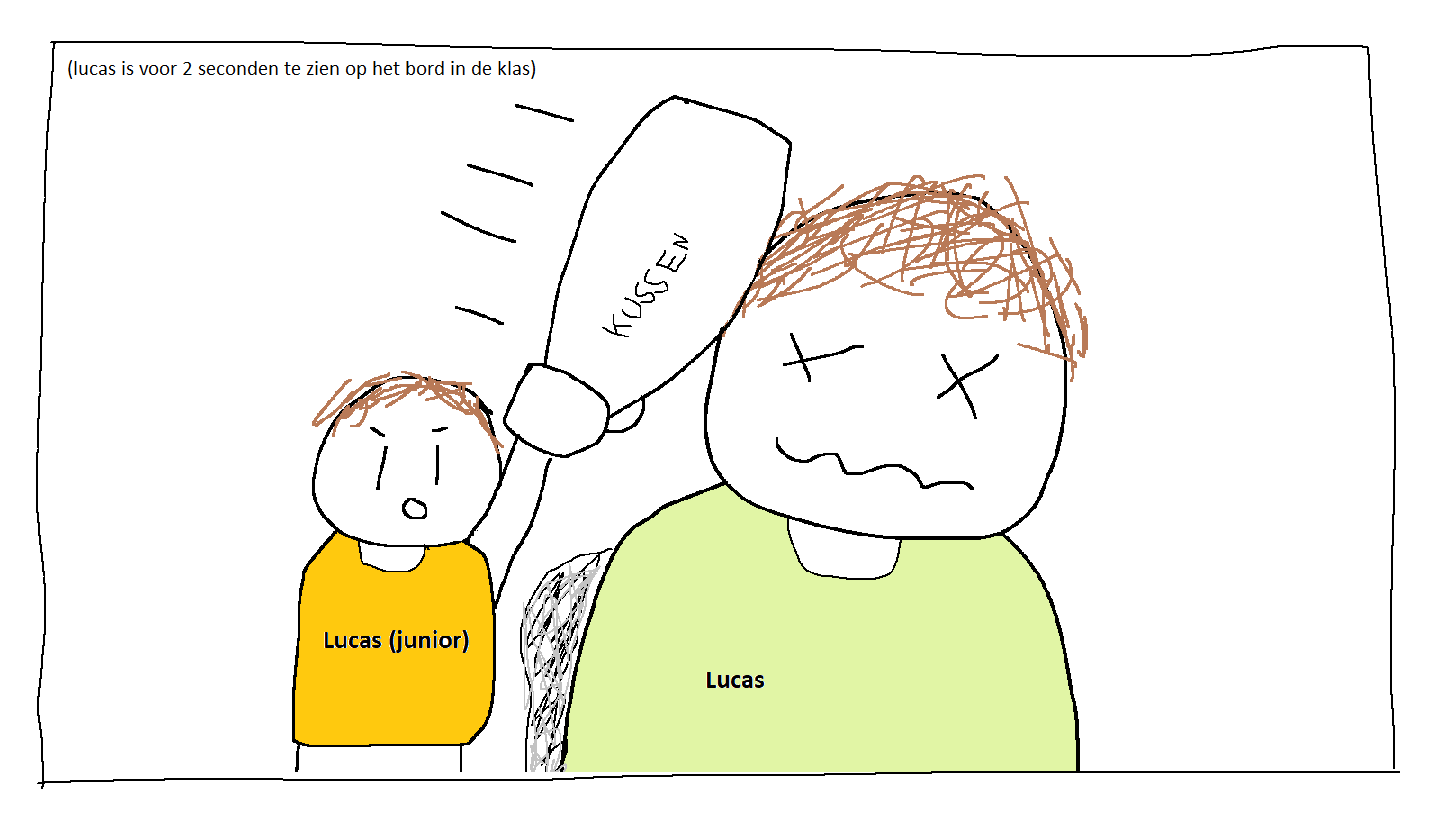 (lucas is voor 2 seconden te zien op het bord in de klas)
KUSSEN
Lucas (junior)
Lucas